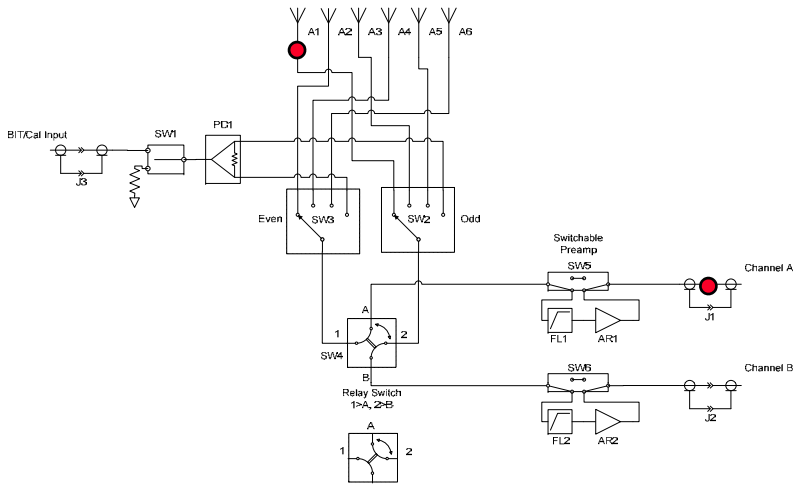 A1 A2 A3 A4 A5 A6
PD1
SW1
BIT/Cal Input
J3
Even
SW3
SW2
Odd
Switchable
Preamp
SW5
Channel A
J1
FL1
AR1
A
1
2
SW4
B
Relay Switch
1>A, 2>B
SW6
Channel B
J2
FL2
AR2
A
1
2